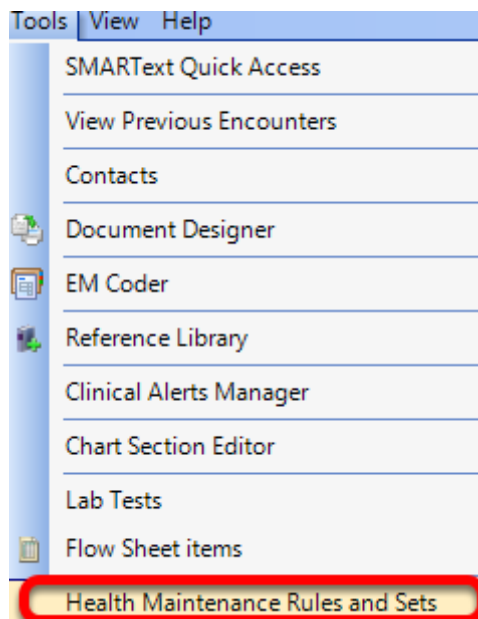 Tools View Help
SMARText Quick Access
View Previous Encounters
Contacts
Document Designer
EM Coder
Reference Library
Clinical Alerts Manager
Chart Section Editor
Lab Tests
Flow Sheet items
Health Maintenance Rules and Sets